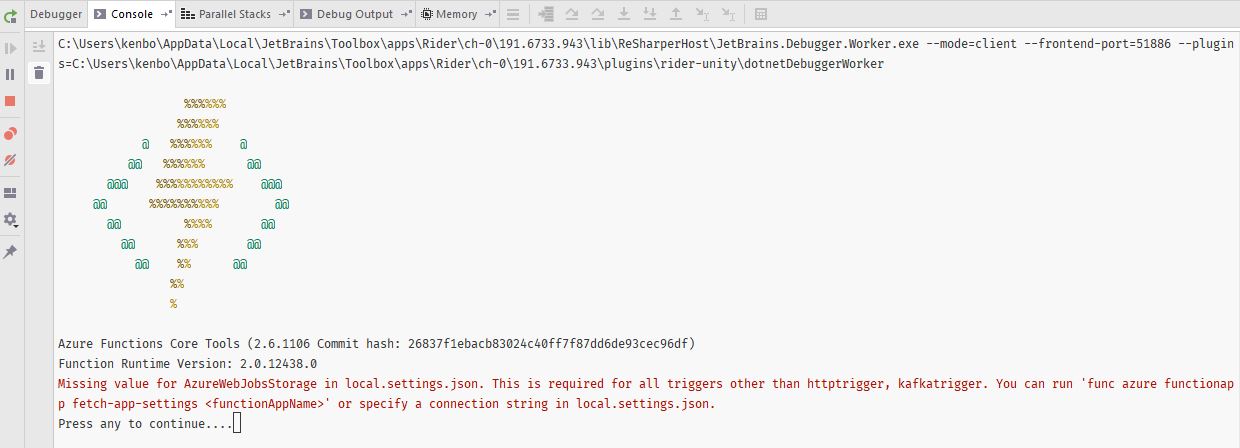 Debugger Console Parallel Stacks Debug Output Memory
C:\Users\kenbo\AppData\Local\JetBrains\Toolbox\apps\Rider\ch-0\191.6733.943\lib\ReSharperHost\JetBrains.Debugger.Worker.exe --mode=client --frontend-port=51886 --plugin
s=C:\Users\kenbo\AppData\Local\JetBrains\Toolbox\apps\Rider\ch-0\191.6733.943\plugins\rider-unity\dotnetDebuggerWorker
                  %%%%%%
                 %%%%%%
            @   %%%%%%    @
          @@   %%%%%%      @@
       @@@    %%%%%%%%%%%    @@@
     @@      %%%%%%%%%%        @@
       @@         %%%%       @@
         @@      %%%       @@
           @@    %%      @@
                %%
                %
Azure Functions Core Tools (2.6.1106 Commit hash: 26837f1ebacb83024c40ff7f87dd6de93cec96df)
Function Runtime Version: 2.0.12438.0
Missing value for AzureWebJobsStorage in local.settings.json. This is required for all triggers other than httptrigger, kafkatrigger. You can run 'func azure functionap
p fetch-app-settings <functionAppName>' or specify a connection string in local.settings.json.
Press any to continue....